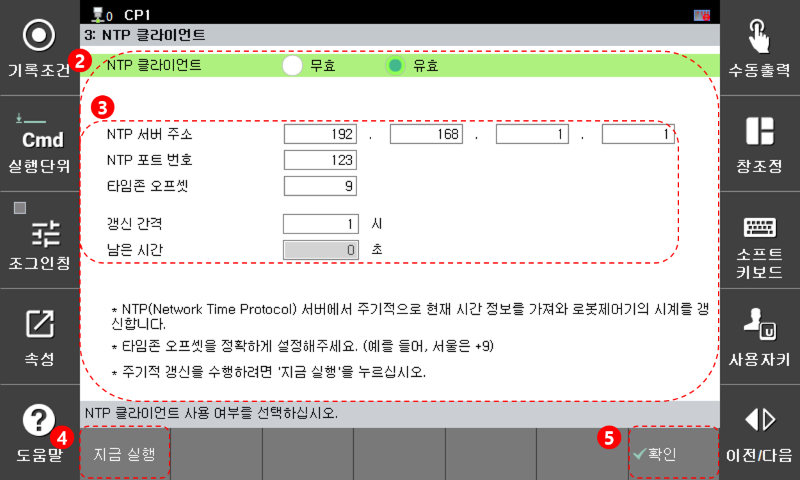 0 CP1
3: NTP 클라이언트
기록조건
Cmd
실행단위
조그인칭
속성
도움말
2
NTP 클라이언트 무효 유효
3
NTP 서버 주소 192 . 168 . 1 . 1
NTP 포트 번호 123
타임존 오프셋 9
갱신 간격 1 시
남은 시간 0 초
* NTP(Network Time Protocol) 서버에서 주기적으로 현재 시간 정보를 가져와 로봇제어기의 시계를 갱
신합니다.
* 타임존 오프셋을 정확하게 설정해주세요. (예를 들어, 서울은 +9)
* 주기적 갱신을 수행하려면 '지금 실행'을 누르십시오.
NTP 클라이언트 사용 여부를 선택하십시오.
4
지금 실행
5
확인
수동출력
창조정
소프트
키보드
U
사용자키
이전/다음